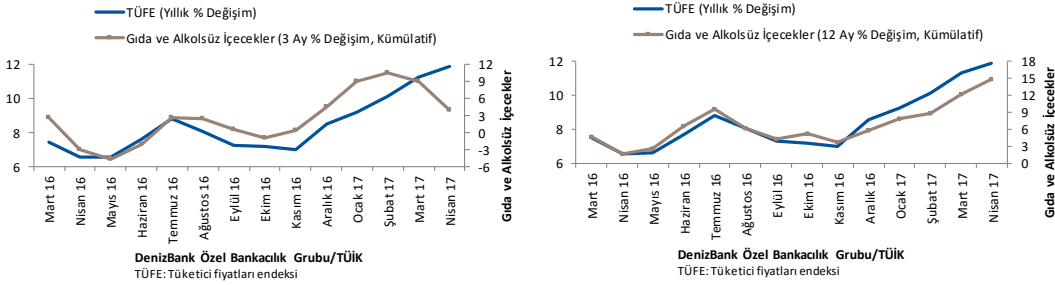 TÜFE (Yıllık % Değişim)
Gıda ve Alkolsüz İçecekler (3 Ay % Değişim, Kümülatif)
12
10
8
6
12
9
6
3
0
-3
-6
Gıda ve Alkolsüz İçecekler
Mart 16
Nisan 16
Mayıs 16
Haziran 16
Temmuz 16
Ağustos 16
Eylül 16
Ekim 16
Kasım 16
Aralık 16
Ocak 17
Şubat 17
Mart 17
Nisan 17
DenizBank Özel Bankacılık Grubu/TÜİK
TÜFE: Tüketici fiyatları endeksi
TÜFE (Yıllık % Değişim)
Gıda ve Alkolsüz İçecekler (12 Ay % Değişim, Kümülatif)
12
10
8
6
18
15
12
9
6
3
0
Gıda ve Alkolsüz İçecekler
Mart 16
Nisan 16
Mayıs 16
Haziran 16
Temmuz 16
Ağustos 16
Eylül 16
Ekim 16
Kasım 16
Aralık 16
Ocak 17
Şubat 17
Mart 17
Nisan 17
DenizBank Özel Bankacılık Grubu/TÜİK
TÜFE: Tüketici fiyatları endeksi